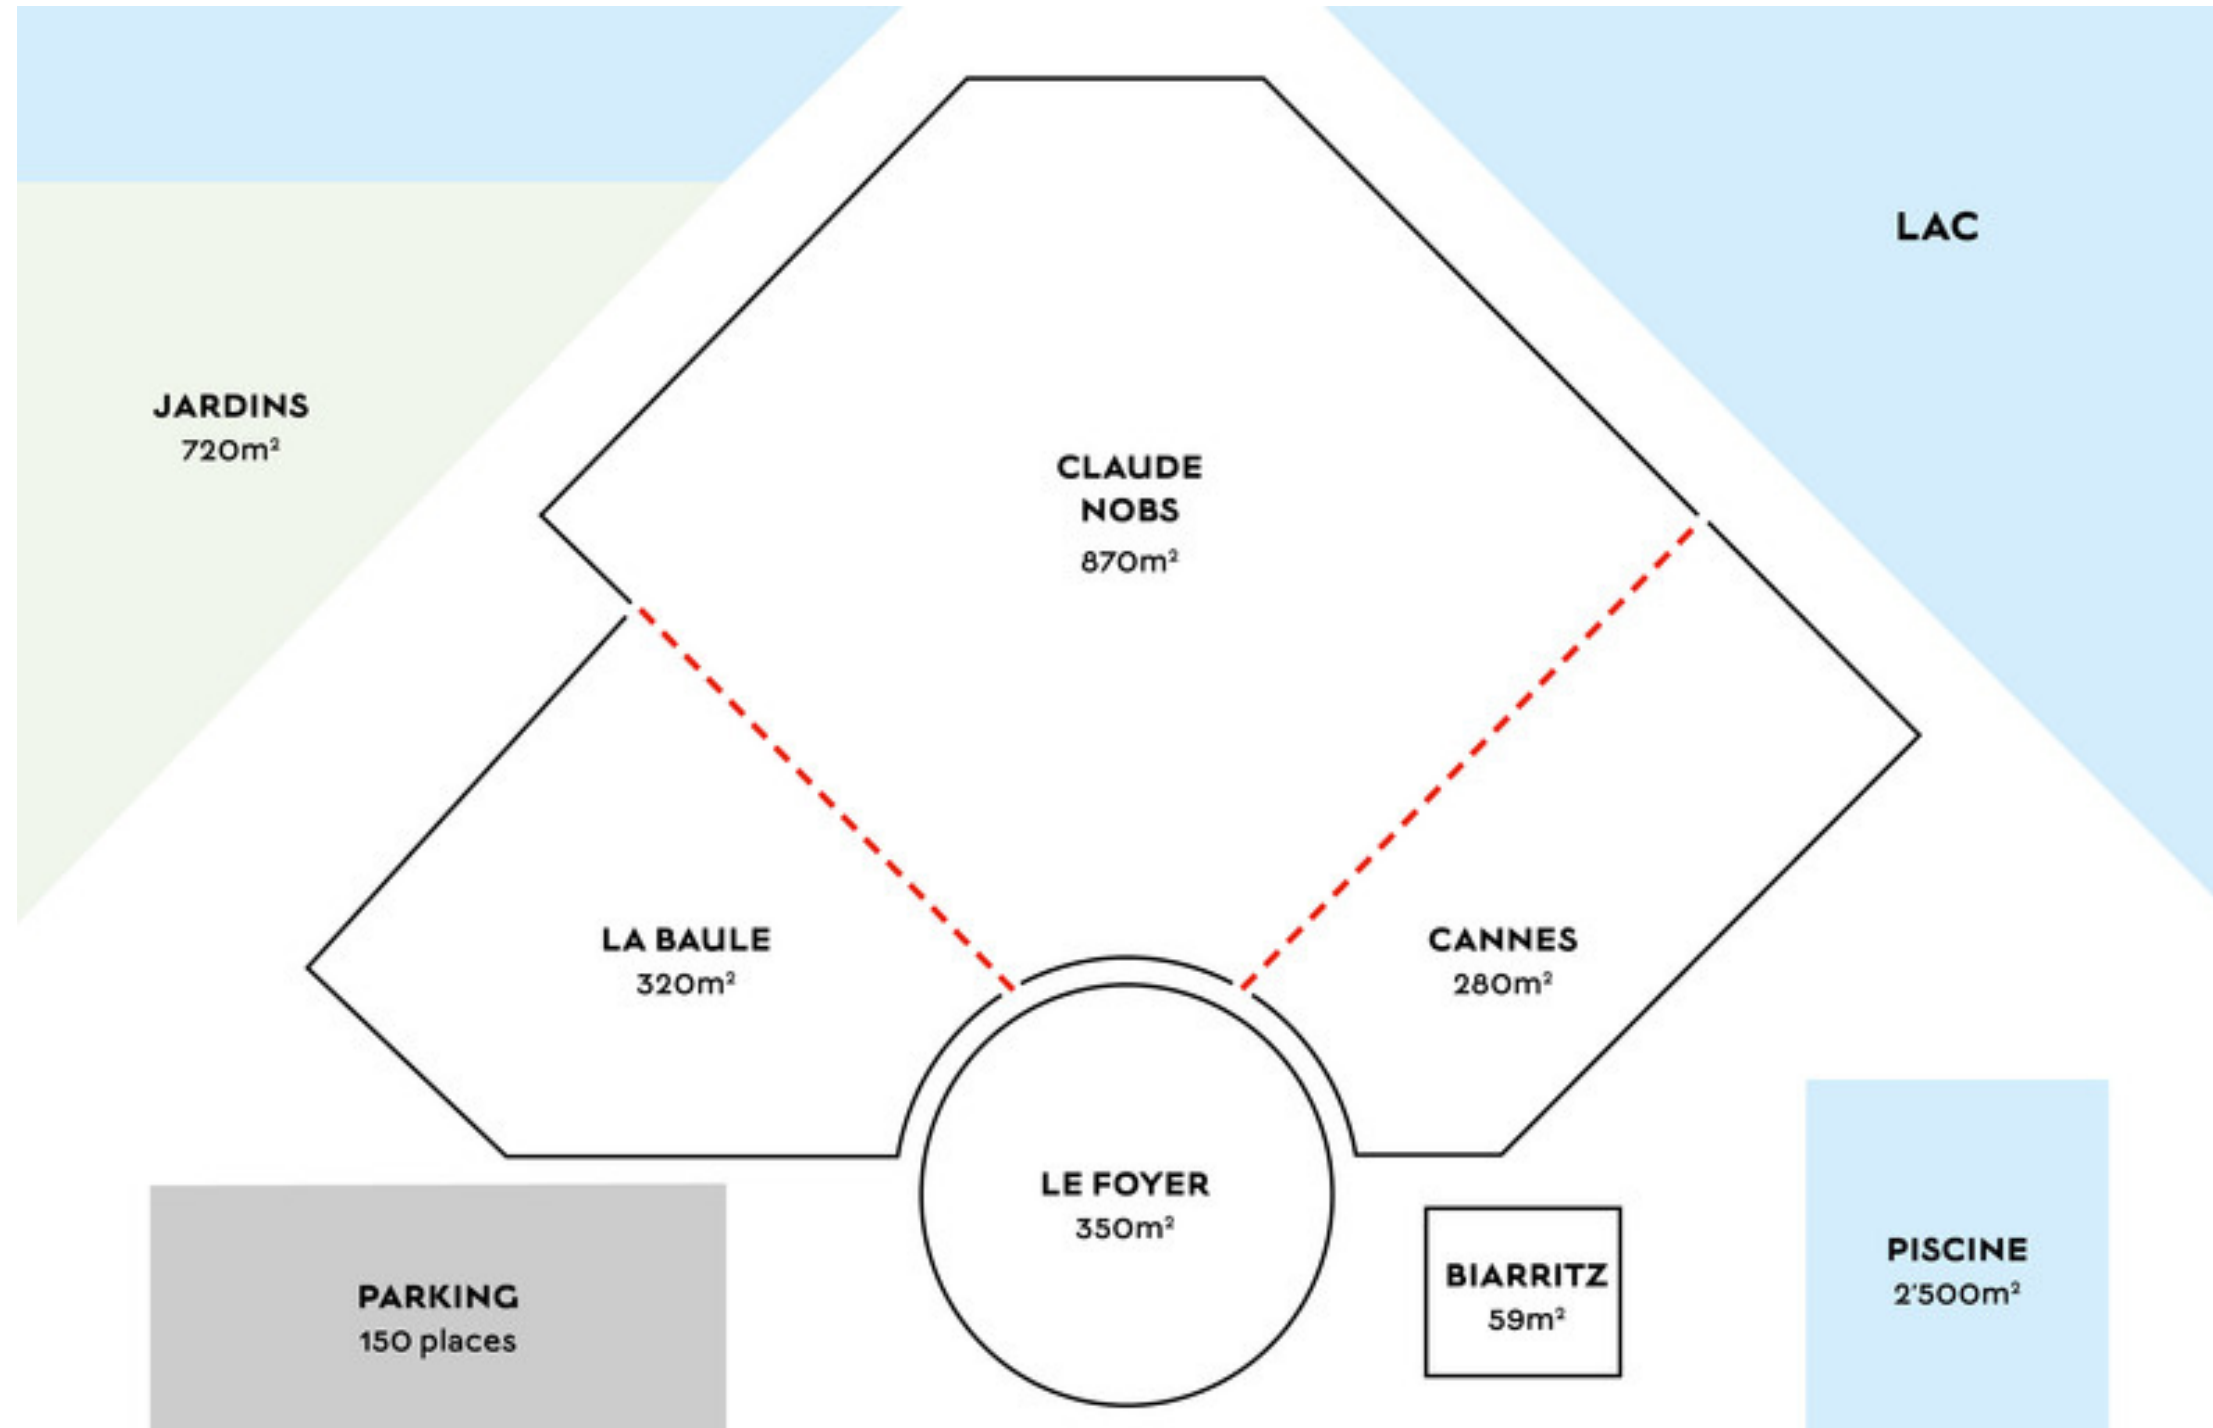 LAC
JARDINS
720m²
CLAUDE
NOBS
870m²
LA BAULE
320m²
CANNES
280m²
LE FOYER
350m²
BIARRITZ
59m²
PISCINE
2'500m²
PARKING
150 places